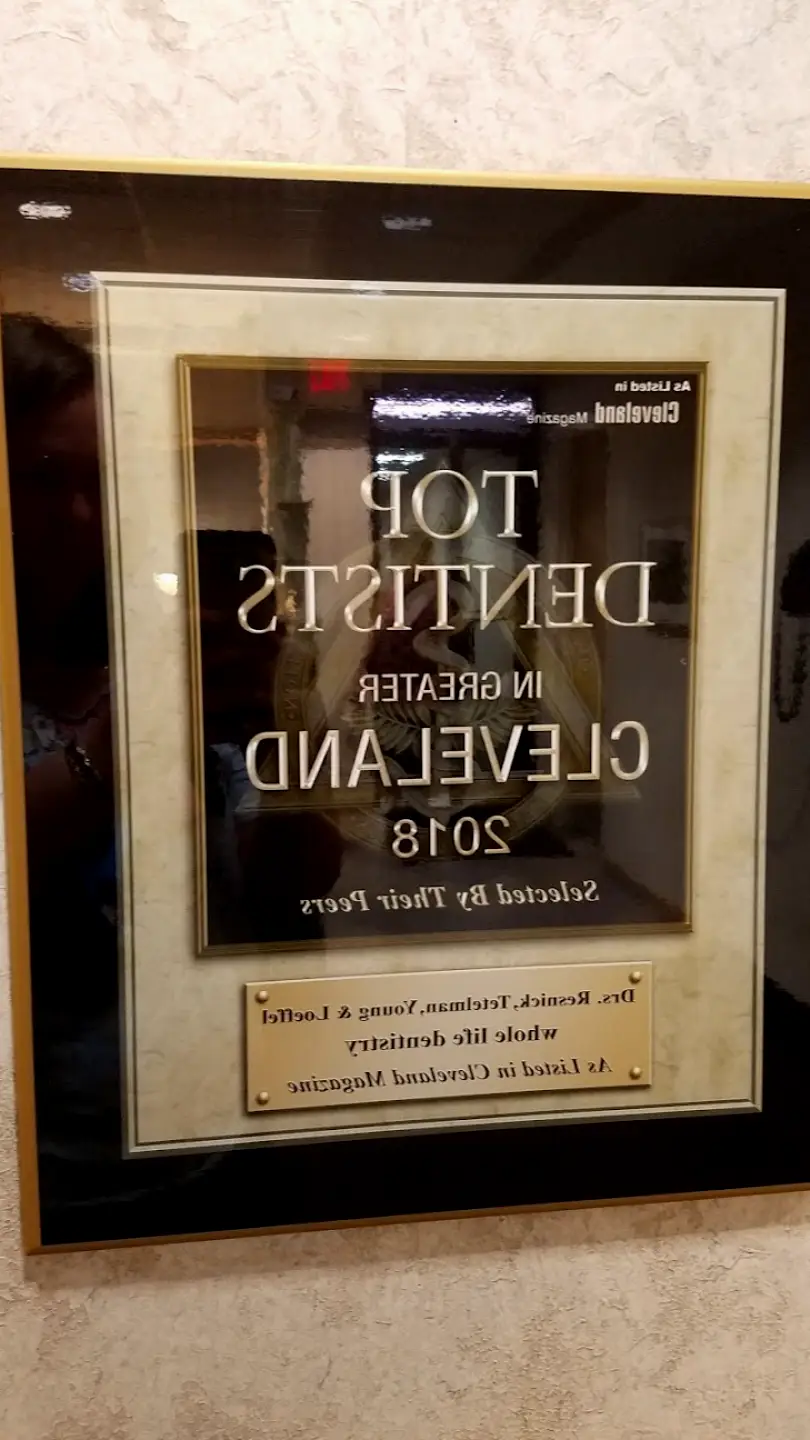 As Listed in
Cleveland Magazine
TOP
DENTISTS
IN GREATER
CLEVELAND
2018
Selected By Their Peers
Drs. Resnick, Tetelman, Young & Loeffel
whole life dentistry
As Listed in Cleveland Magazine